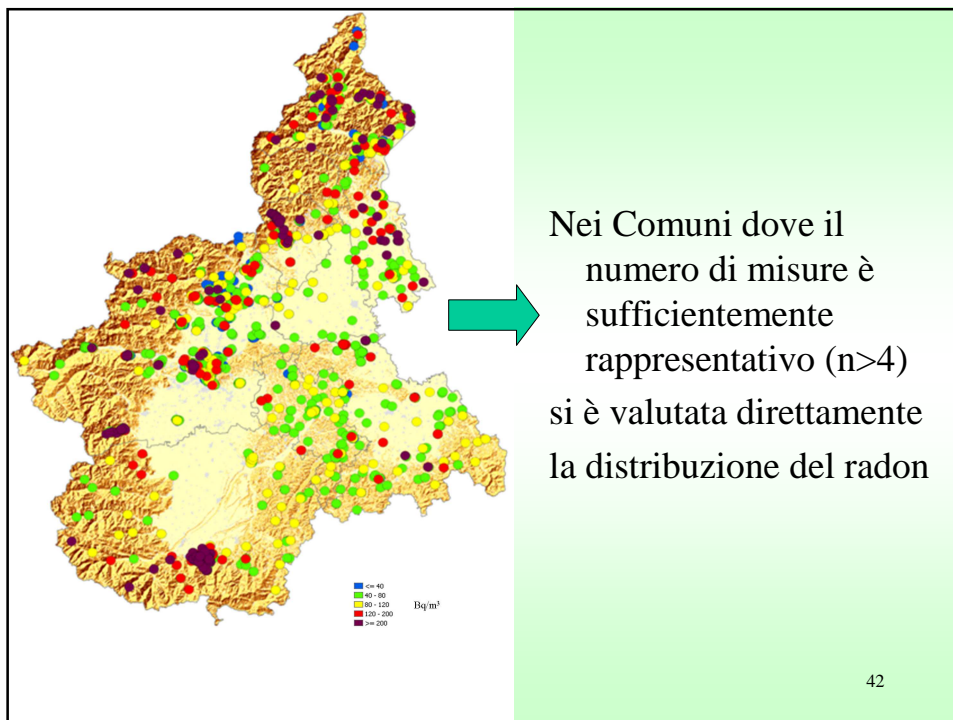 Nei Comuni dove il
numero di misure è
sufficientemente
rappresentativo (n>4)
si è valutata direttamente
la distribuzione del radon
<= 40
40 - 80
80 - 120
120 - 200
>= 200
Bq/m³
42